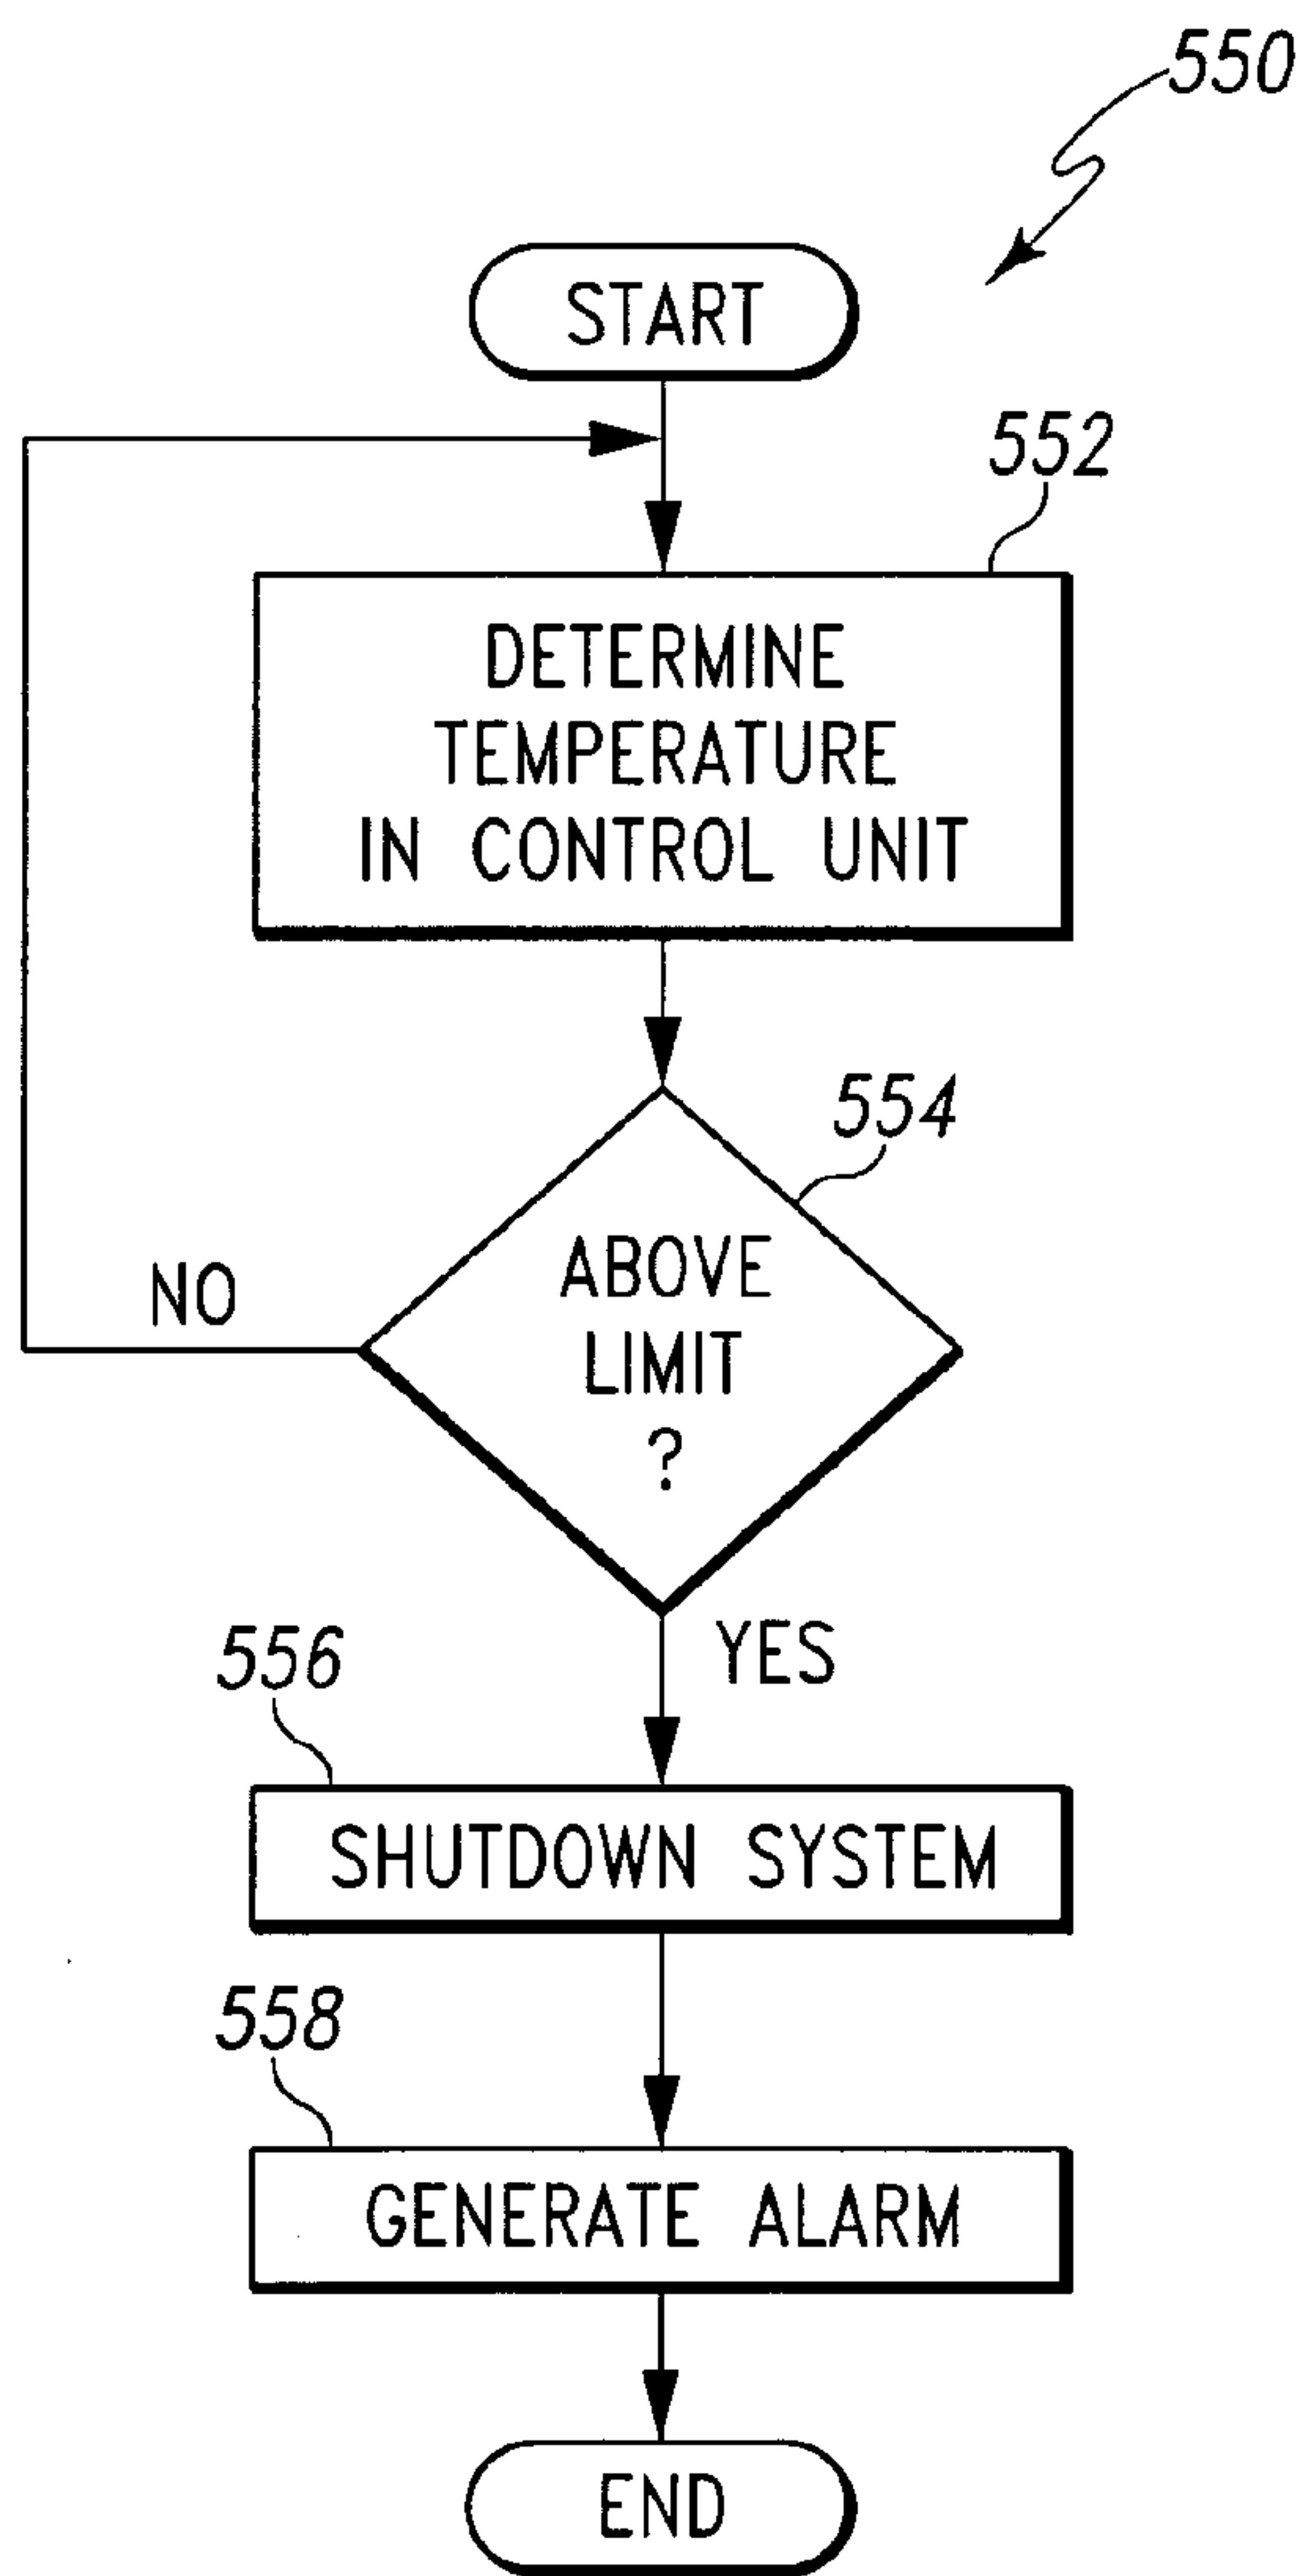 550
START
552
DETERMINE
TEMPERATURE
IN CONTROL UNIT
554
ABOVE
LIMIT
?
NO
YES
556
SHUTDOWN SYSTEM
558
GENERATE ALARM
END